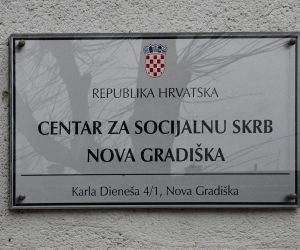 REPUBLIKA HRVATSKA
CENTAR ZA SOCIJALNU SKRB
NOVA GRADIŠKA
Karla Dieneša 4/1, Nova Gradiška